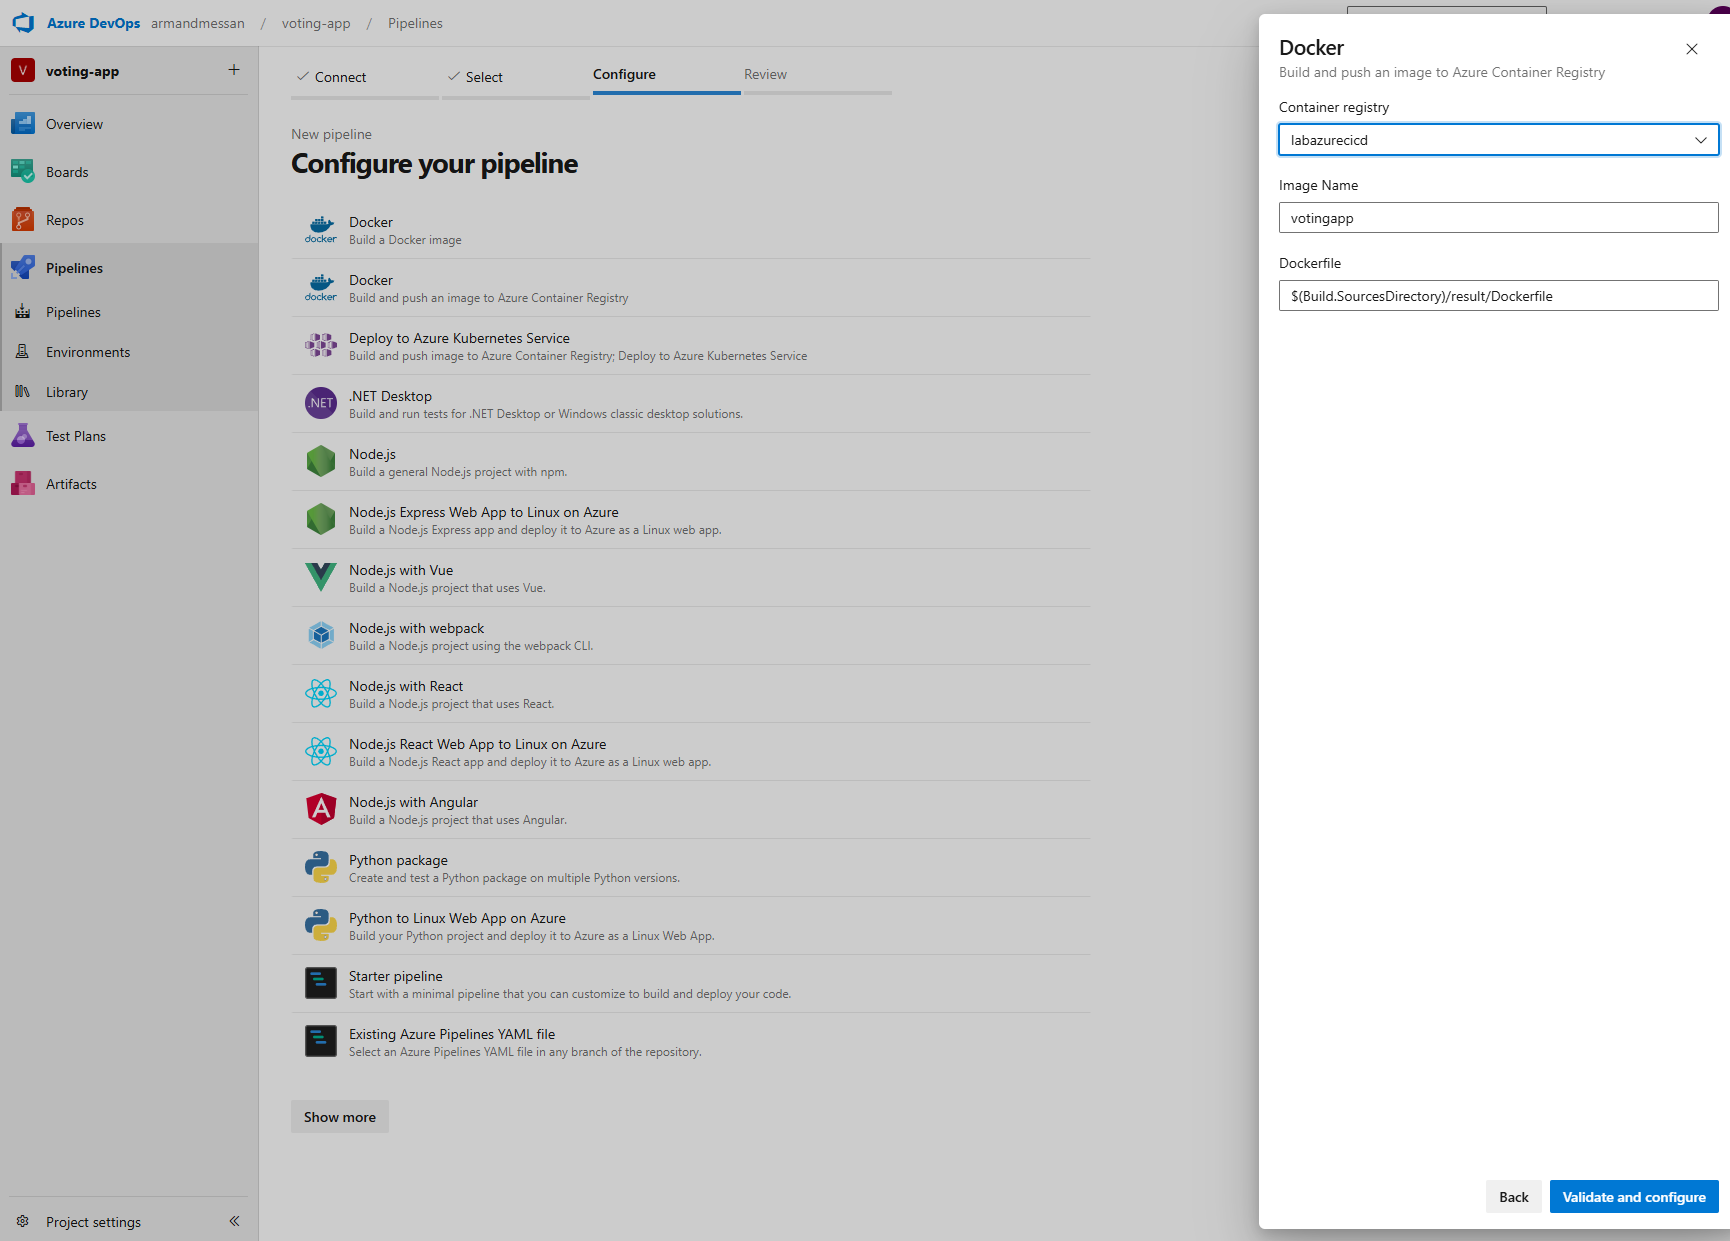 Azure DevOps armandmessan / voting-app / Pipelines
V voting-app +
Overview
Boards
Repos
Pipelines
Pipelines
Environments
Library
Test Plans
Artifacts
Project settings
Connect
Select
Configure
Review
New pipeline
Configure your pipeline
docker
Docker
Build a Docker image
docker
Docker
Build and push an image to Azure Container Registry
Deploy to Azure Kubernetes Service
Build and push image to Azure Container Registry; Deploy to Azure Kubernetes Service
.NET
.NET Desktop
Build and run tests for .NET Desktop or Windows classic desktop solutions.
Node.js
Build a general Node.js project with npm.
Node.js Express Web App to Linux on Azure
Build a Node.js Express app and deploy it to Azure as a Linux web app.
Node.js with Vue
Build a Node.js project that uses Vue.
Node.js with webpack
Build a Node.js project using the webpack CLI.
Node.js with React
Build a Node.js project that uses React.
Node.js React Web App to Linux on Azure
Build a Node.js React app and deploy it to Azure as a Linux web app.
Node.js with Angular
Build a Node.js project that uses Angular.
Python package
Create and test a Python package on multiple Python versions.
Python to Linux Web App on Azure
Build your Python project and deploy it to Azure as a Linux Web App.
Starter pipeline
Start with a minimal pipeline that you can customize to build and deploy your code.
Existing Azure Pipelines YAML file
Select an Azure Pipelines YAML file in any branch of the repository.
Show more
Docker
Build and push an image to Azure Container Registry
Container registry
labazurecicd
Image Name
votingapp
Dockerfile
$(Build.SourcesDirectory)/result/Dockerfile
Back
Validate and configure